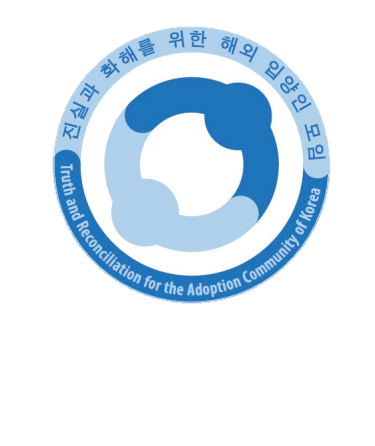 진실과 화해를 위한 해외 입양인 모임
Truth and Reconciliation for the Adoption Community of Korea